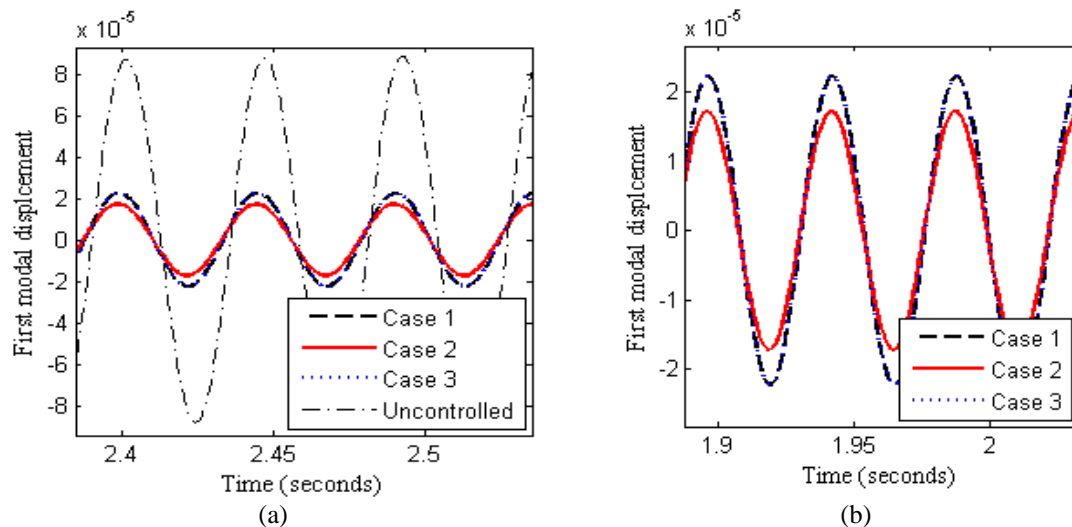 x 10^-5
8
6
4
2
0
-2
-4
-6
-8
First modal displcement
2.4
2.45
2.5
Time (seconds)
Case 1
Case 2
Case 3
Uncontrolled
(a)
x 10^-5
2
1
0
-1
-2
First modal displcement
1.9
1.95
2
Time (seconds)
Case 1
Case 2
Case 3
(b)